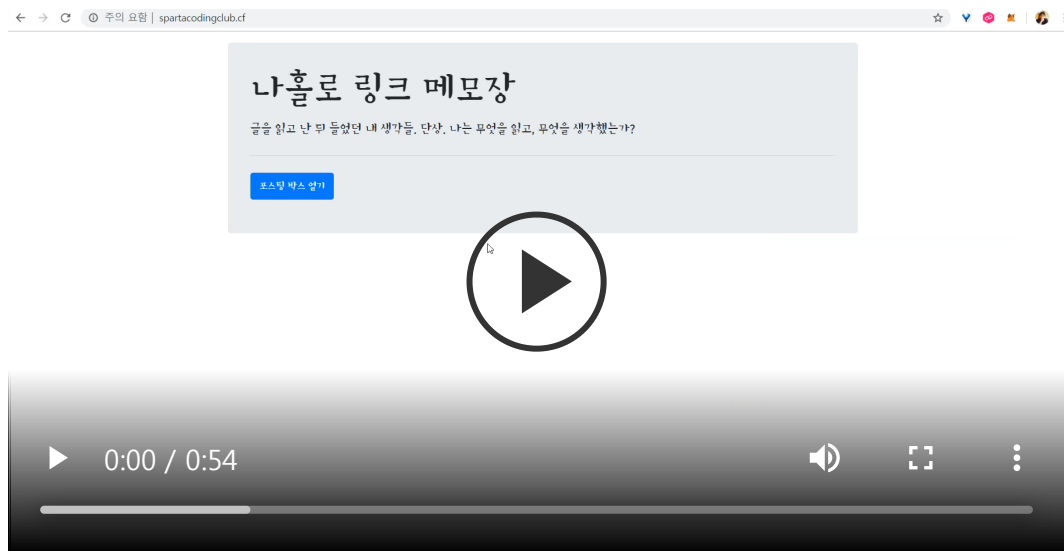 주의 요함 | spartacodingclub.cf
나홀로 링크 메모장
글을 읽고 난 뒤 들었던 내 생각들. 단상. 나는 무엇을 읽고, 무엇을 생각했는가?
포스팅 박스 열기
0:00 / 0:54